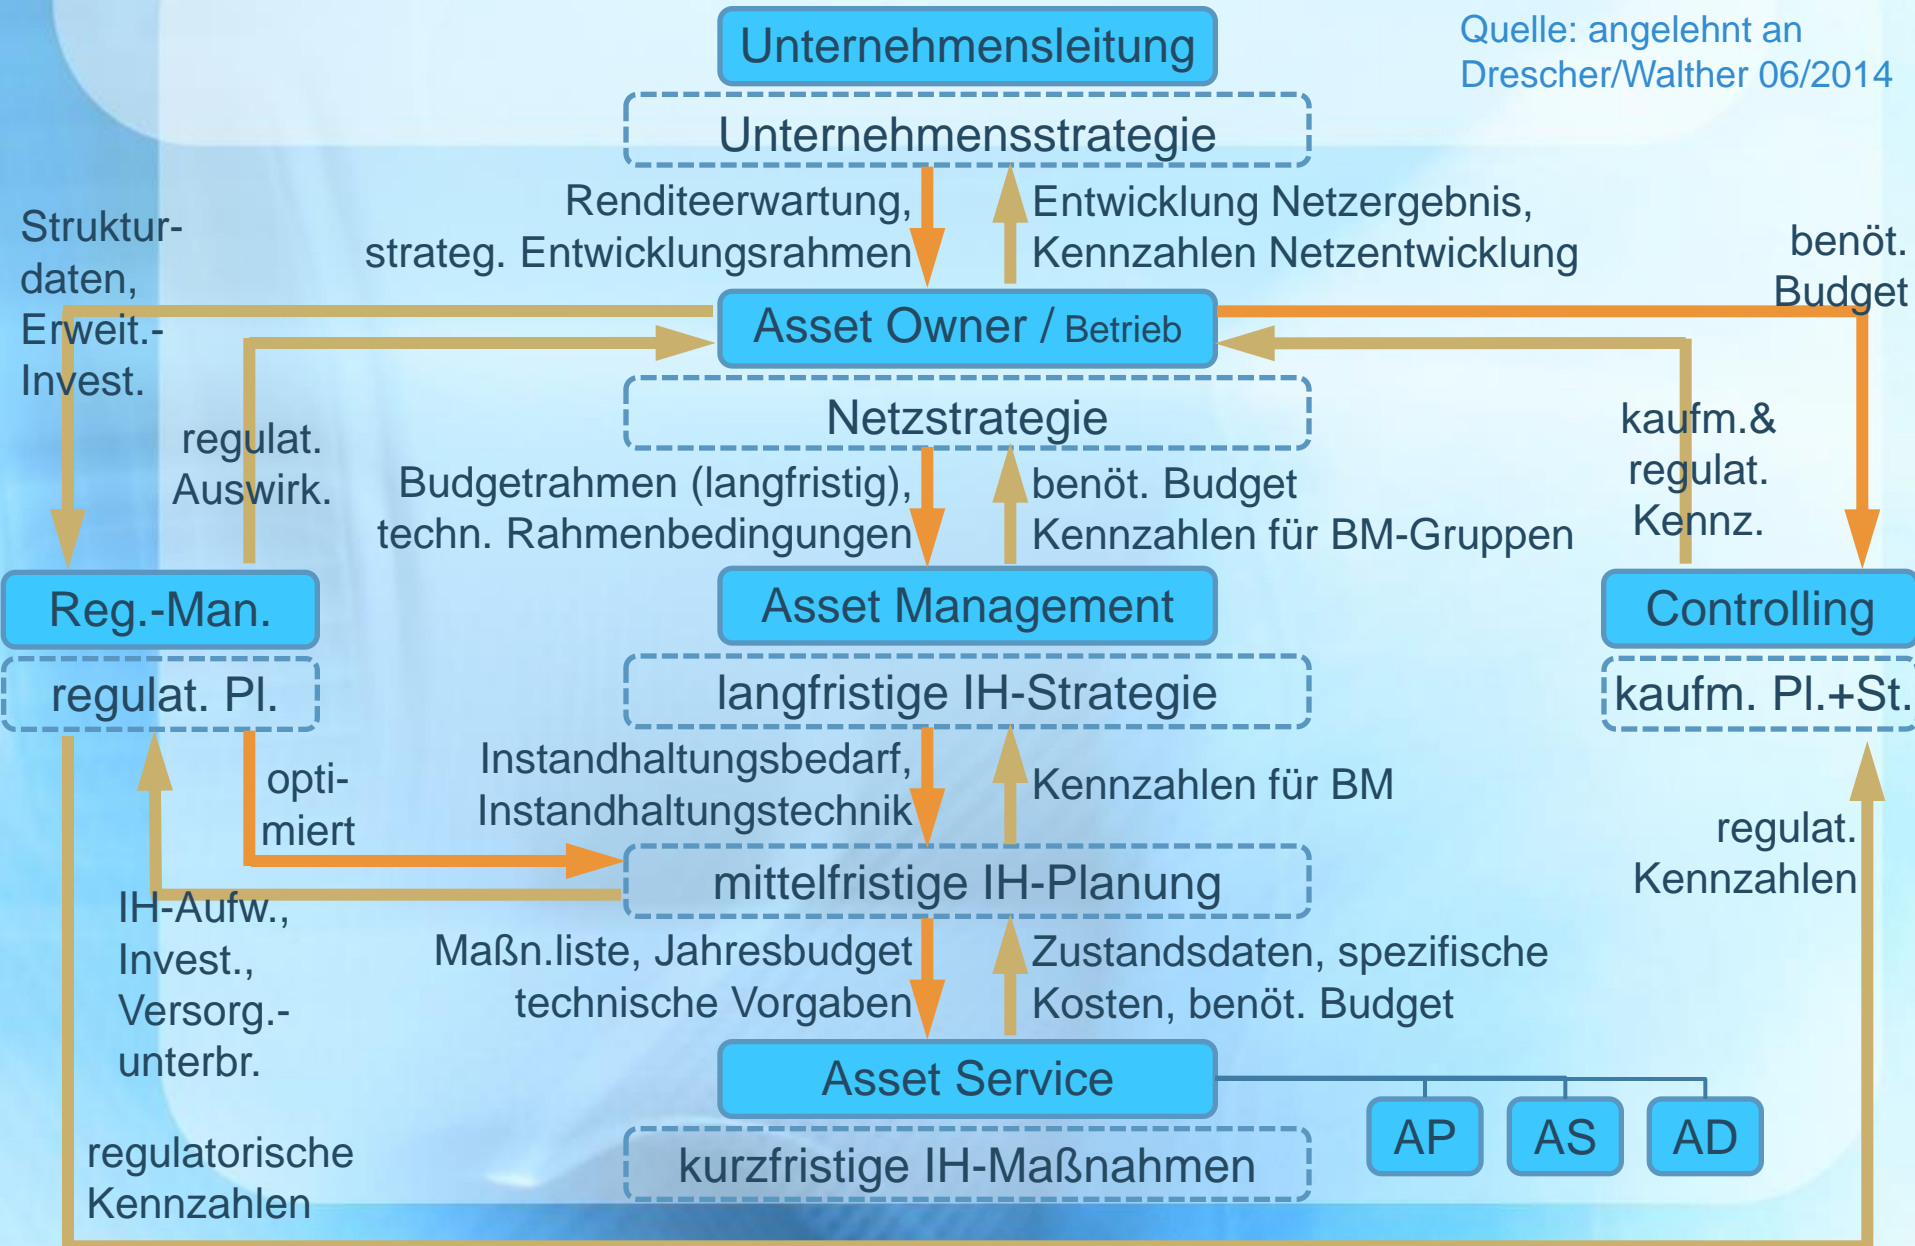 Unternehmensleitung
Quelle: angelehnt an
Drescher/Walther 06/2014
Unternehmensstrategie
Renditeerwartung,
strateg. Entwicklungsrahmen
Entwicklung Netzergebnis,
Kennzahlen Netzentwicklung
Struktur-
daten,
Erweit.-
Invest.
benöt.
Budget
Asset Owner / Betrieb
Netzstrategie
regulat.
Auswirk.
Budgetrahmen (langfristig),
techn. Rahmenbedingungen
benöt. Budget
Kennzahlen für BM-Gruppen
kaufm.&
regulat.
Kennz.
Reg.-Man.
Asset Management
Controlling
regulat. Pl.
langfristige IH-Strategie
kaufm. Pl.+St.
opti-
miert
Instandhaltungsbedarf,
Instandhaltungstechnik
Kennzahlen für BM
regulat.
Kennzahlen
mittelfristige IH-Planung
IH-Aufw.,
Invest.,
Versorg.-
unterbr.
Maßn.liste, Jahresbudget
technische Vorgaben
Zustandsdaten, spezifische
Kosten, benöt. Budget
Asset Service
AP
AS
AD
kurzfristige IH-Maßnahmen
regulatorische
Kennzahlen